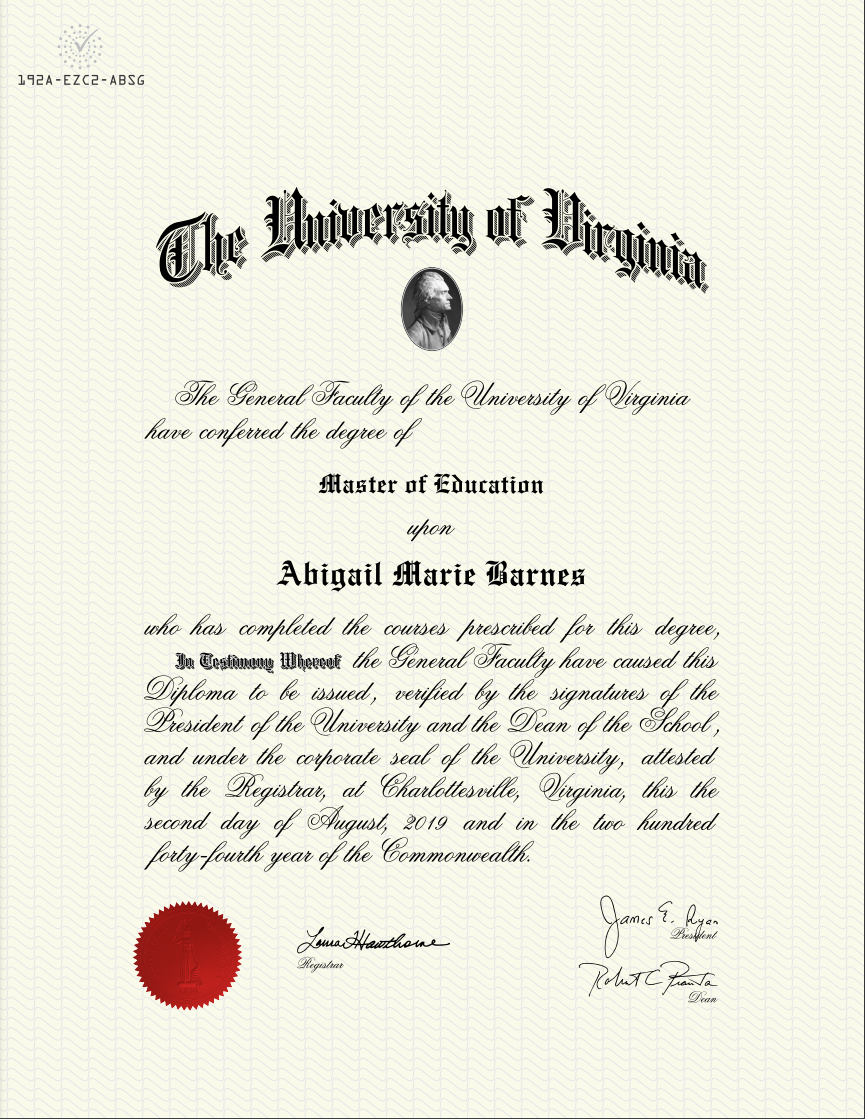 192A-EZC2-ABSG
The University of Virginia
The General Faculty of the University of Virginia
have conferred the degree of
Master of Education
upon
Abigail Marie Barnes
who has completed the courses prescribed for this degree,
In Testimony Whereof the General Faculty have caused this
Diploma to be issued, verified by the signatures of the
President of the University and the Dean of the School,
and under the corporate seal of the University, attested
by the Registrar, at Charlottesville, Virginia, this the
second day of August, 2019 and in the two hundred
forty-fourth year of the Commonwealth.
James E. Ryan
President
Laura Hawthorne
Registrar
Robert C Pianta
Dean